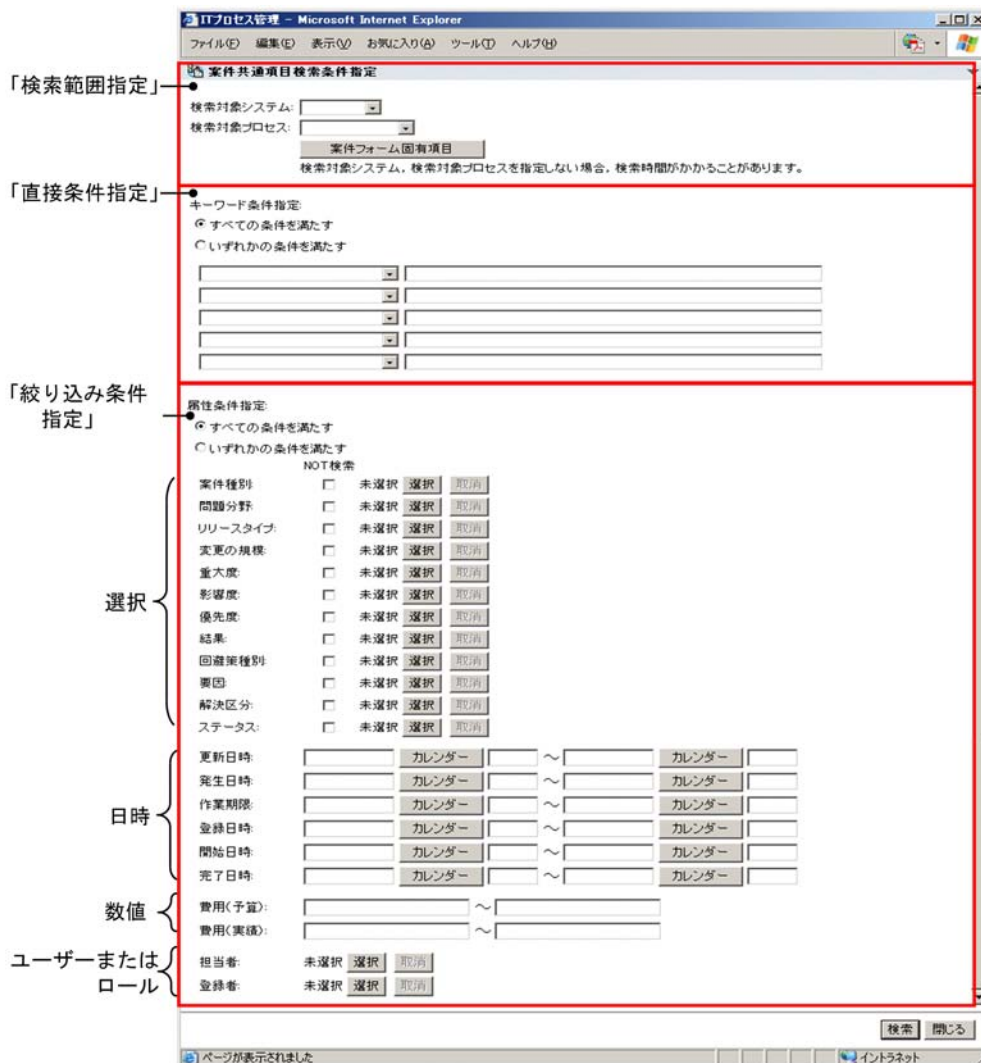 ITプロセス管理 - Microsoft Internet Explorer
ファイル(F) 編集(E) 表示(V) お気に入り(A) ツール(T) ヘルプ(H)
案件共通項目検索条件指定
「検索範囲指定」
検索対象システム:
検索対象プロセス:
案件フォーム固有項目
検索対象システム，検索対象プロセスを指定しない場合，検索時間がかかることがあります。
「直接条件指定」
キーワード条件指定:
すべての条件を満たす
いずれかの条件を満たす
「絞り込み条件
指定」
属性条件指定:
すべての条件を満たす
いずれかの条件を満たす
NOT検索
案件種別: 未選択 選択 取消
問題分野: 未選択 選択 取消
リリースタイプ: 未選択 選択 取消
変更の規模: 未選択 選択 取消
重大度: 未選択 選択 取消
選択
影響度: 未選択 選択 取消
優先度: 未選択 選択 取消
結果: 未選択 選択 取消
回避策種別: 未選択 選択 取消
要因: 未選択 選択 取消
解決区分: 未選択 選択 取消
ステータス: 未選択 選択 取消
更新日時: カレンダー ～ カレンダー
発生日時: カレンダー ～ カレンダー
作業期限: カレンダー ～ カレンダー
日時
登録日時: カレンダー ～ カレンダー
開始日時: カレンダー ～ カレンダー
完了日時: カレンダー ～ カレンダー
数値
費用(予算): ～
費用(実績): ～
ユーザーまたは
ロール
担当者: 未選択 選択 取消
登録者: 未選択 選択 取消
検索 閉じる
ページが表示されました イントラネット